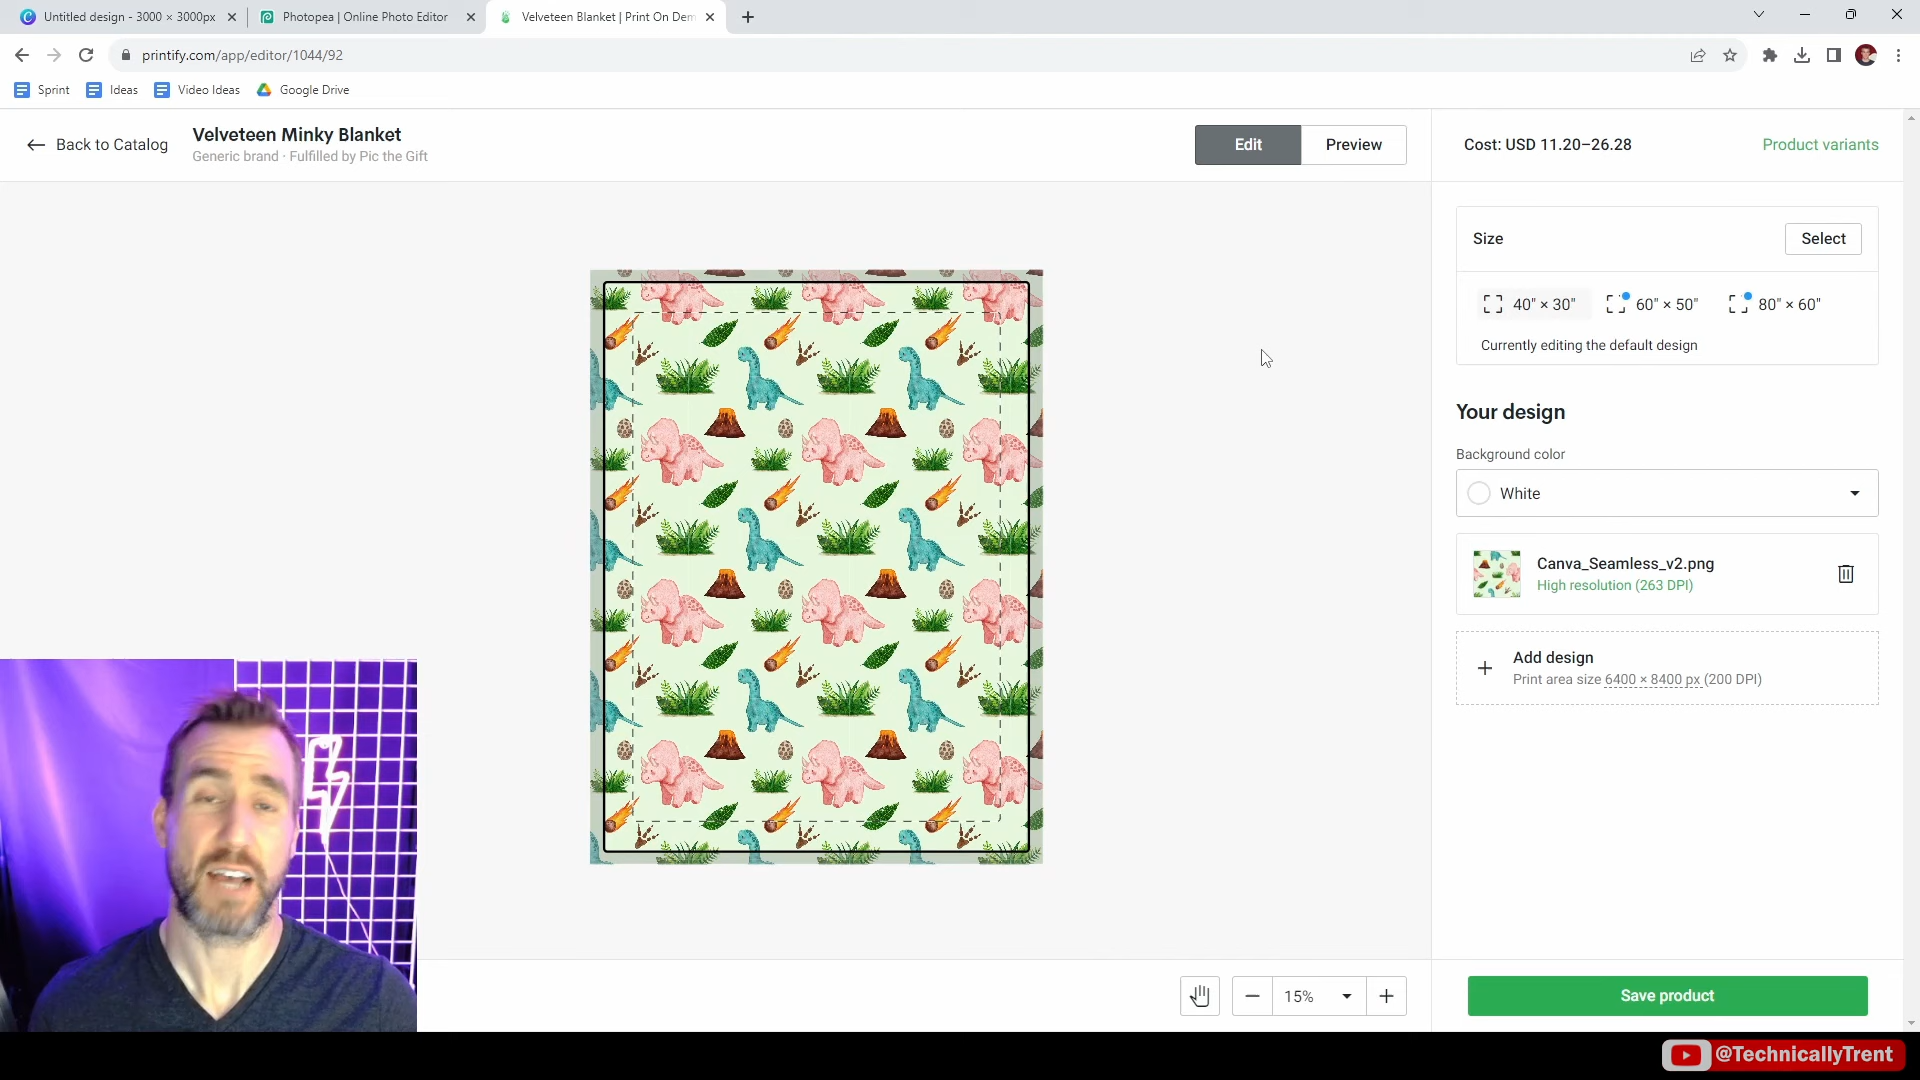 Untitled design - 3000 × 3000px
Photopea | Online Photo Editor
Velveteen Blanket | Print On Dem
printify.com/app/editor/1044/92
Sprint
Ideas
Video Ideas
Google Drive
Back to Catalog
Velveteen Minky Blanket
Generic brand · Fulfilled by Pic the Gift
Edit
Preview
Cost: USD 11.20–26.28
Product variants
Size
Select
40" × 30"
60" × 50"
80" × 60"
Currently editing the default design
Your design
Background color
White
Canva_Seamless_v2.png
High resolution (263 DPI)
Add design
Print area size 6400 × 8400 px (200 DPI)
15%
Save product
@TechnicallyTrent